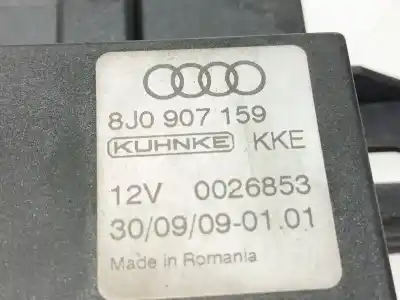 8J0 907 159
KUHNKE KKE
12V 0026853
30/09/09-01.01
Made in Romania